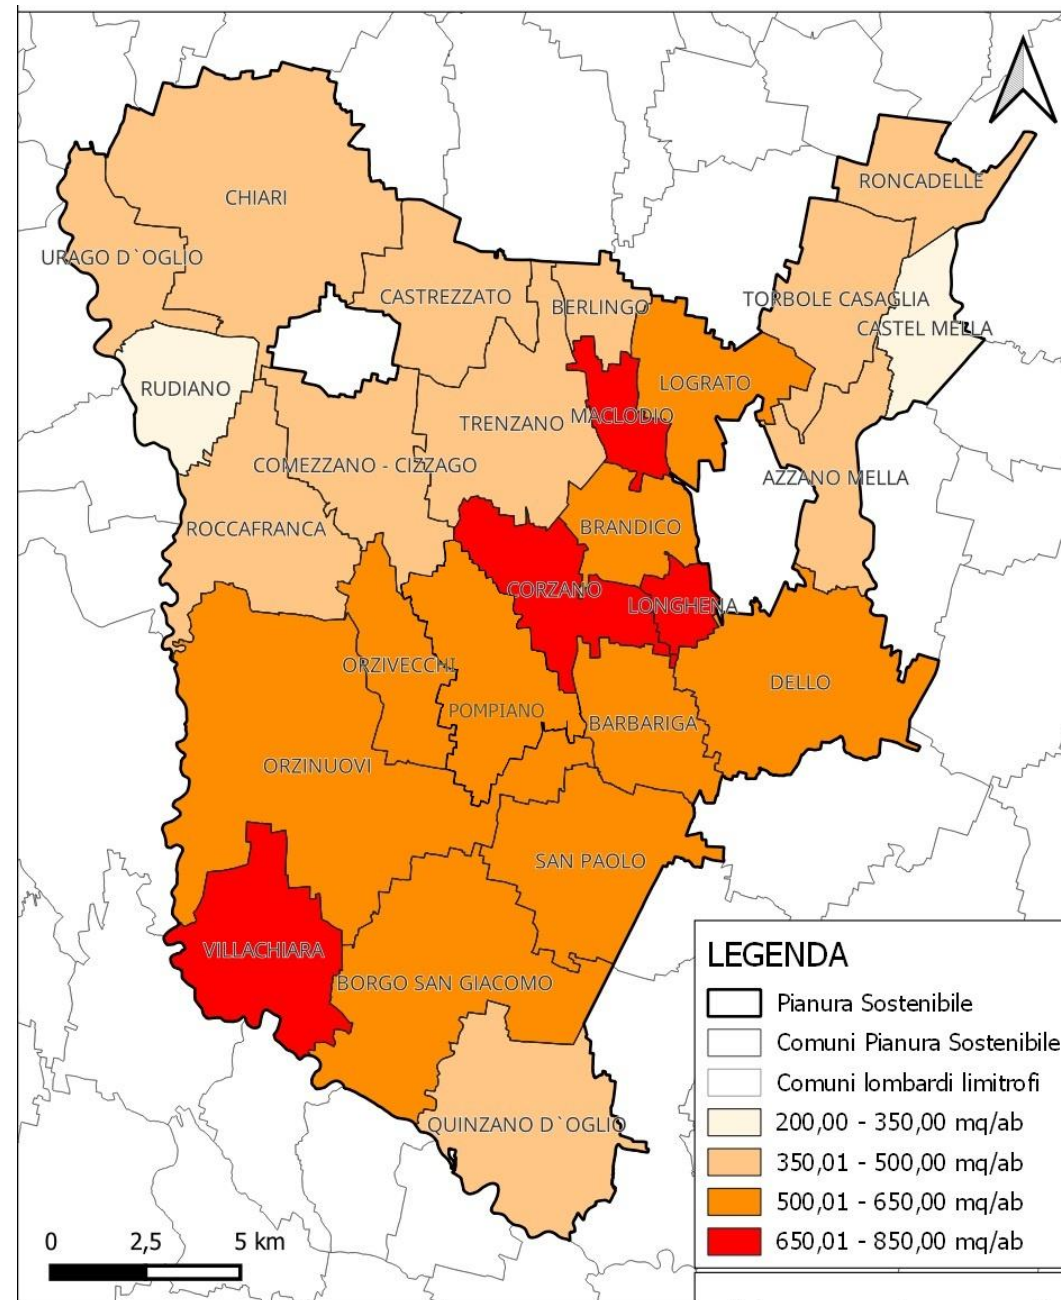 RONCADELLE
CHIARI
URAGO D`OGLIO
CASTREZZATO
BERLINGO
TORBOLE CASAGLIA
CASTEL MELLA
RUDIANO
LOGRATO
MACLODIO
TRENZANO
COMEZZANO - CIZZAGO
AZZANO MELLA
ROCCAFRANCA
BRANDICO
CORZANO
LONGHENA
ORZIVECCHI
DELLO
POMPIANO
BARBARIGA
ORZINUOVI
SAN PAOLO
VILLACHIARA
BORGO SAN GIACOMO
QUINZANO D`OGLIO
LEGENDA
Pianura Sostenibile
Comuni Pianura Sostenibile
Comuni lombardi limitrofi
200,00 - 350,00 mq/ab
350,01 - 500,00 mq/ab
500,01 - 650,00 mq/ab
650,01 - 850,00 mq/ab
0 2,5 5 km